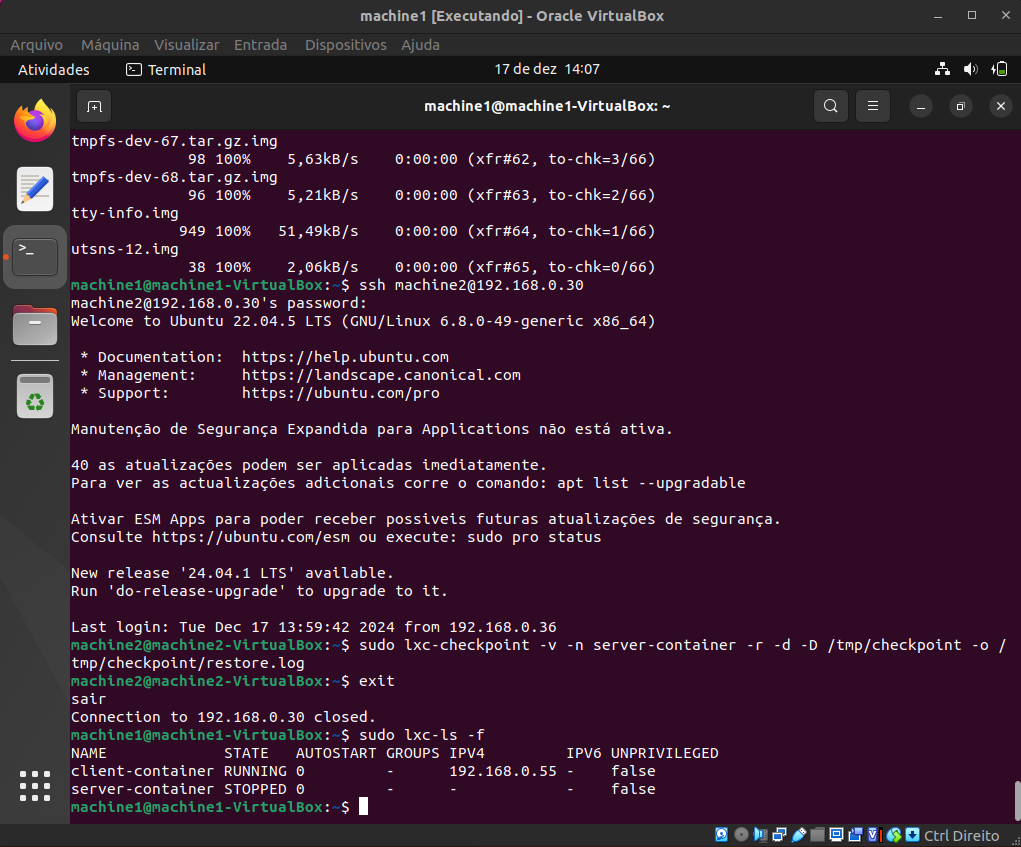 machine1 [Executando] - Oracle VirtualBox
Arquivo Máquina Visualizar Entrada Dispositivos Ajuda
Atividades Terminal 17 de dez 14:07
machine1@machine1-VirtualBox: ~
tmpfs-dev-67.tar.gz.img
98 100% 5,63kB/s 0:00:00 (xfr#62, to-chk=3/66)
tmpfs-dev-68.tar.gz.img
96 100% 5,21kB/s 0:00:00 (xfr#63, to-chk=2/66)
tty-info.img
949 100% 51,49kB/s 0:00:00 (xfr#64, to-chk=1/66)
utsns-12.img
38 100% 2,06kB/s 0:00:00 (xfr#65, to-chk=0/66)
machine1@machine1-VirtualBox:~$ ssh machine2@192.168.0.30
machine2@192.168.0.30's password:
Welcome to Ubuntu 22.04.5 LTS (GNU/Linux 6.8.0-49-generic x86_64)
* Documentation: https://help.ubuntu.com
* Management: https://landscape.canonical.com
* Support: https://ubuntu.com/pro
Manutenção de Segurança Expandida para Applications não está ativa.
40 as atualizações podem ser aplicadas imediatamente.
Para ver as actualizações adicionais corre o comando: apt list --upgradable
Ativar ESM Apps para poder receber possiveis futuras atualizações de segurança.
Consulte https://ubuntu.com/esm ou execute: sudo pro status
New release '24.04.1 LTS' available.
Run 'do-release-upgrade' to upgrade to it.
Last login: Tue Dec 17 13:59:42 2024 from 192.168.0.36
machine2@machine2-VirtualBox:~$ sudo lxc-checkpoint -v -n server-container -r -d -D /tmp/checkpoint -o /
tmp/checkpoint/restore.log
machine2@machine2-VirtualBox:~$ exit
sair
Connection to 192.168.0.30 closed.
machine1@machine1-VirtualBox:~$ sudo lxc-ls -f
NAME STATE AUTOSTART GROUPS IPV4 IPV6 UNPRIVILEGED
client-container RUNNING 0 - 192.168.0.55 - false
server-container STOPPED 0 - - - false
machine1@machine1-VirtualBox:~$
Ctrl Direito